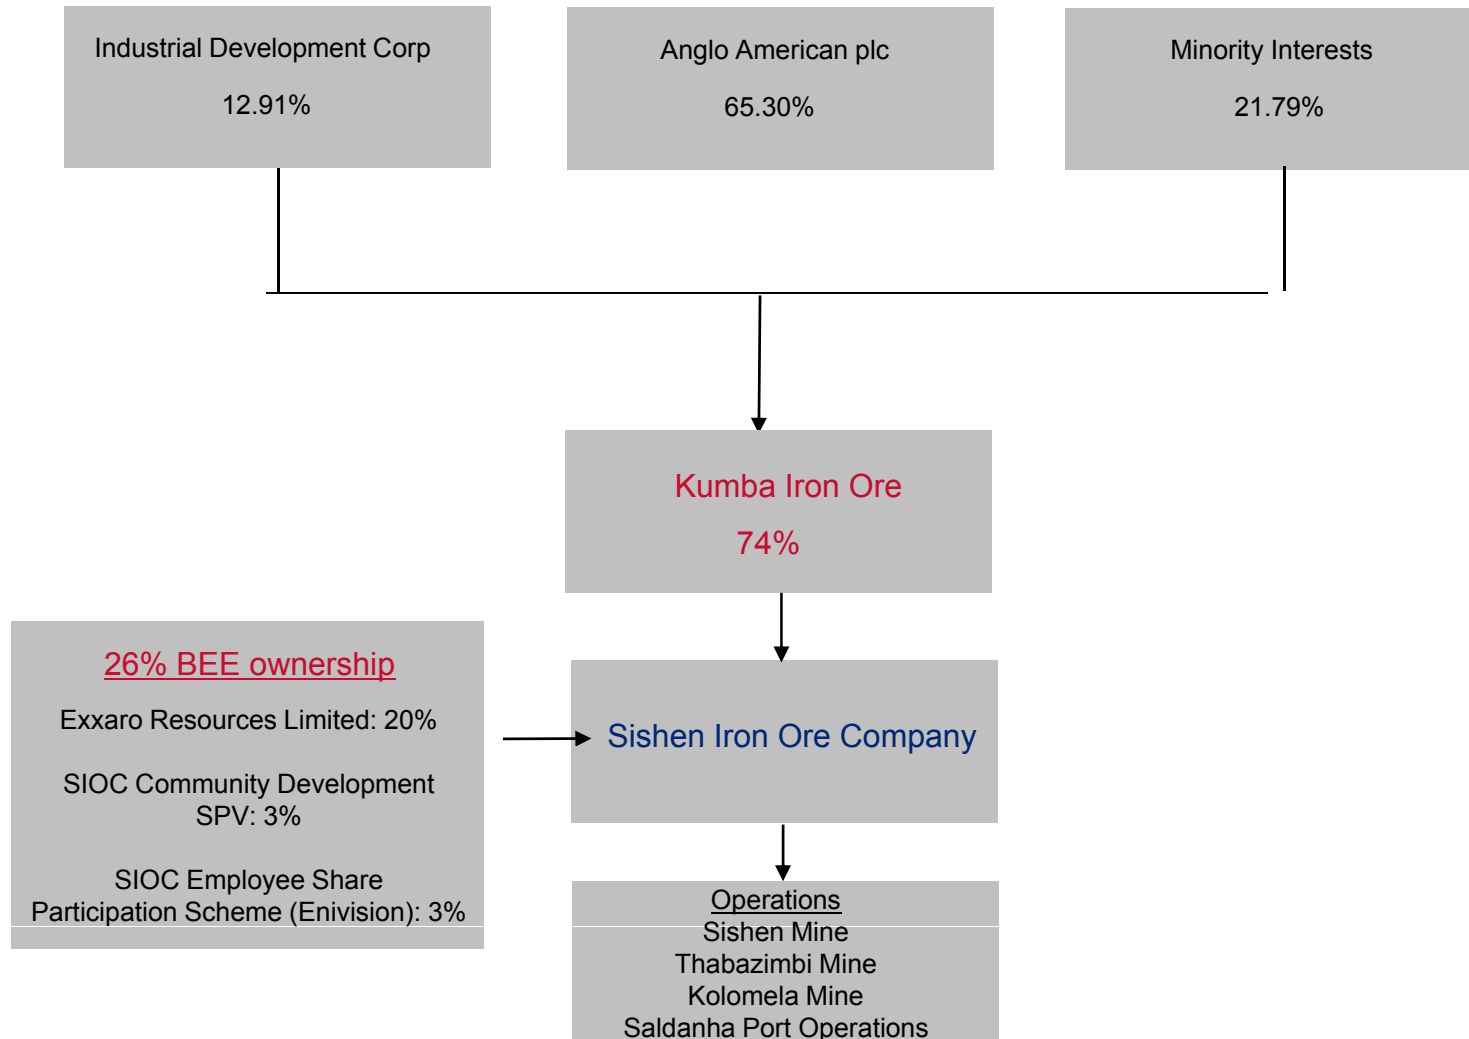 Industrial Development Corp
12.91%
Anglo American plc
65.30%
Minority Interests
21.79%
Kumba Iron Ore
74%
26% BEE ownership
Exxaro Resources Limited: 20%
SIOC Community Development
SPV: 3%
SIOC Employee Share
Participation Scheme (Enivision): 3%
Sishen Iron Ore Company
Operations
Sishen Mine
Thabazimbi Mine
Kolomela Mine
Saldanha Port Operations